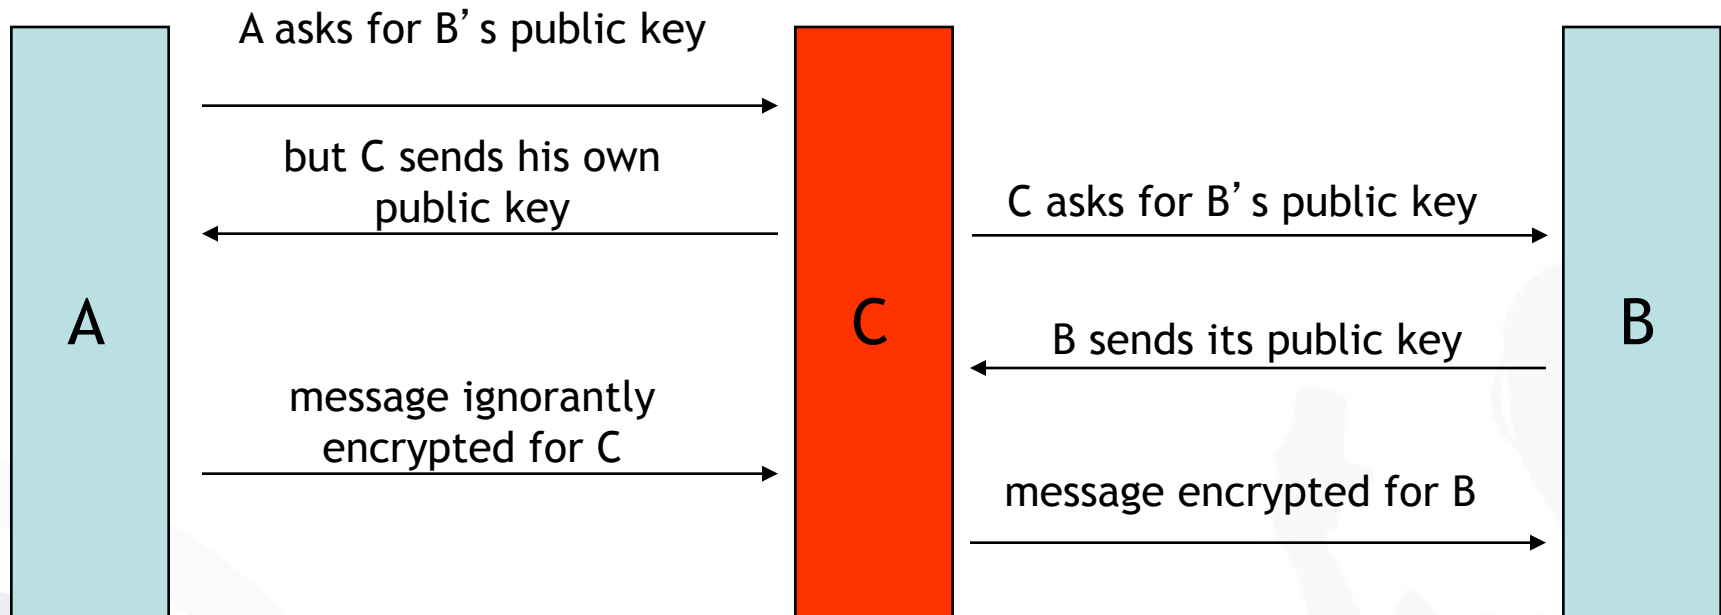 A asks for B’s public key
but C sends his own
public key
C asks for B’s public key
A
C
B
B sends its public key
message ignorantly
encrypted for C
message encrypted for B